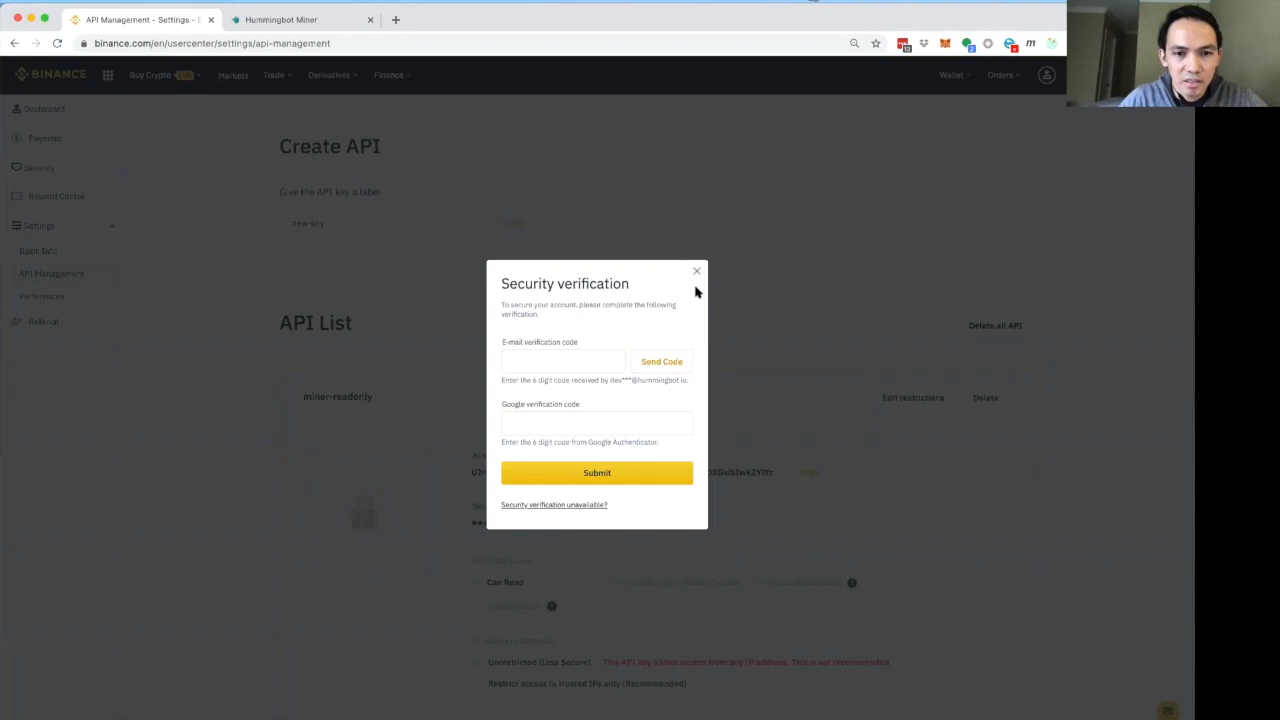 API Management - Settings - B
Hummingbot Miner
binance.com/en/usercenter/settings/api-management
12
2
BINANCE
Buy Crypto
EUR
Markets
Trade
Derivatives
Finance
Wallet
Orders
Dashboard
Payment
Security
Reward Center
Settings
Basic Info
API Management
Preferences
Referral
Create API
Give the API key a label
new-key
API List
Delete all API
miner-readonly
Edit restrictions
Delete
Security verification
To secure your account, please complete the following
verification.
E-mail verification code
Send Code
Enter the 6 digit code received by dev***@hummingbot.io.
Google verification code
Enter the 6 digit code from Google Authenticator.
Submit
Security verification unavailable?
Can Read
Unrestricted (Less Secure)
This API key allows access from any IP address. This is not recommended.
Restrict access to trusted IPs only (Recommended)